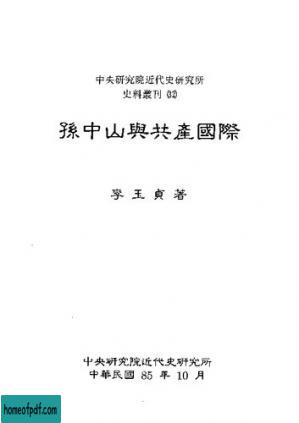 中央研究院近代史研究所
史料叢刊(32)
孫中山與共產國際
李玉貞著
中央研究院近代史研究所
中華民國 85 年 10 月
homeofpdf.com